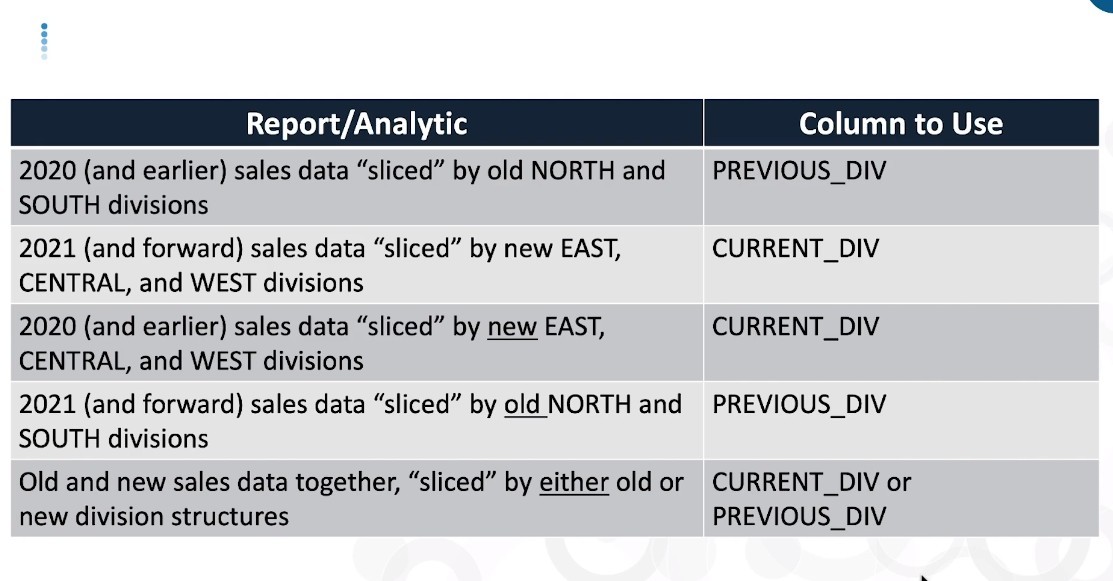 Report/Analytic
Column to Use
2020 (and earlier) sales data “sliced” by old NORTH and
SOUTH divisions
PREVIOUS_DIV
2021 (and forward) sales data “sliced” by new EAST,
CENTRAL, and WEST divisions
CURRENT_DIV
2020 (and earlier) sales data “sliced” by new EAST,
CENTRAL, and WEST divisions
CURRENT_DIV
2021 (and forward) sales data “sliced” by old NORTH and
SOUTH divisions
PREVIOUS_DIV
Old and new sales data together, “sliced” by either old or
new division structures
CURRENT_DIV or
PREVIOUS_DIV